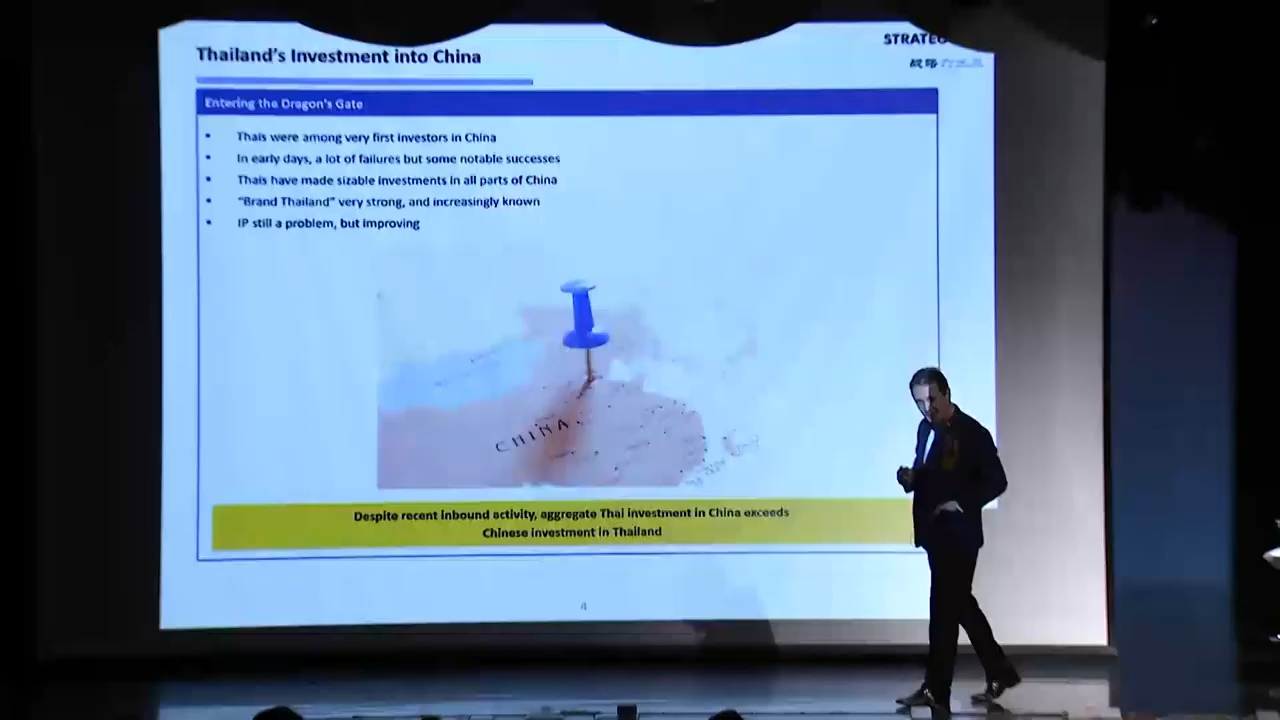 Thailand's Investment into China
Entering the Dragon's Gate
• Thais were among very first investors in China
• In early days, a lot of failures but some notable successes
• Thais have made sizable investments in all parts of China
• "Brand Thailand" very strong, and increasingly known
• IP still a problem, but improving
CHINA
Despite recent inbound activity, aggregate Thai investment in China exceeds
Chinese investment in Thailand
4